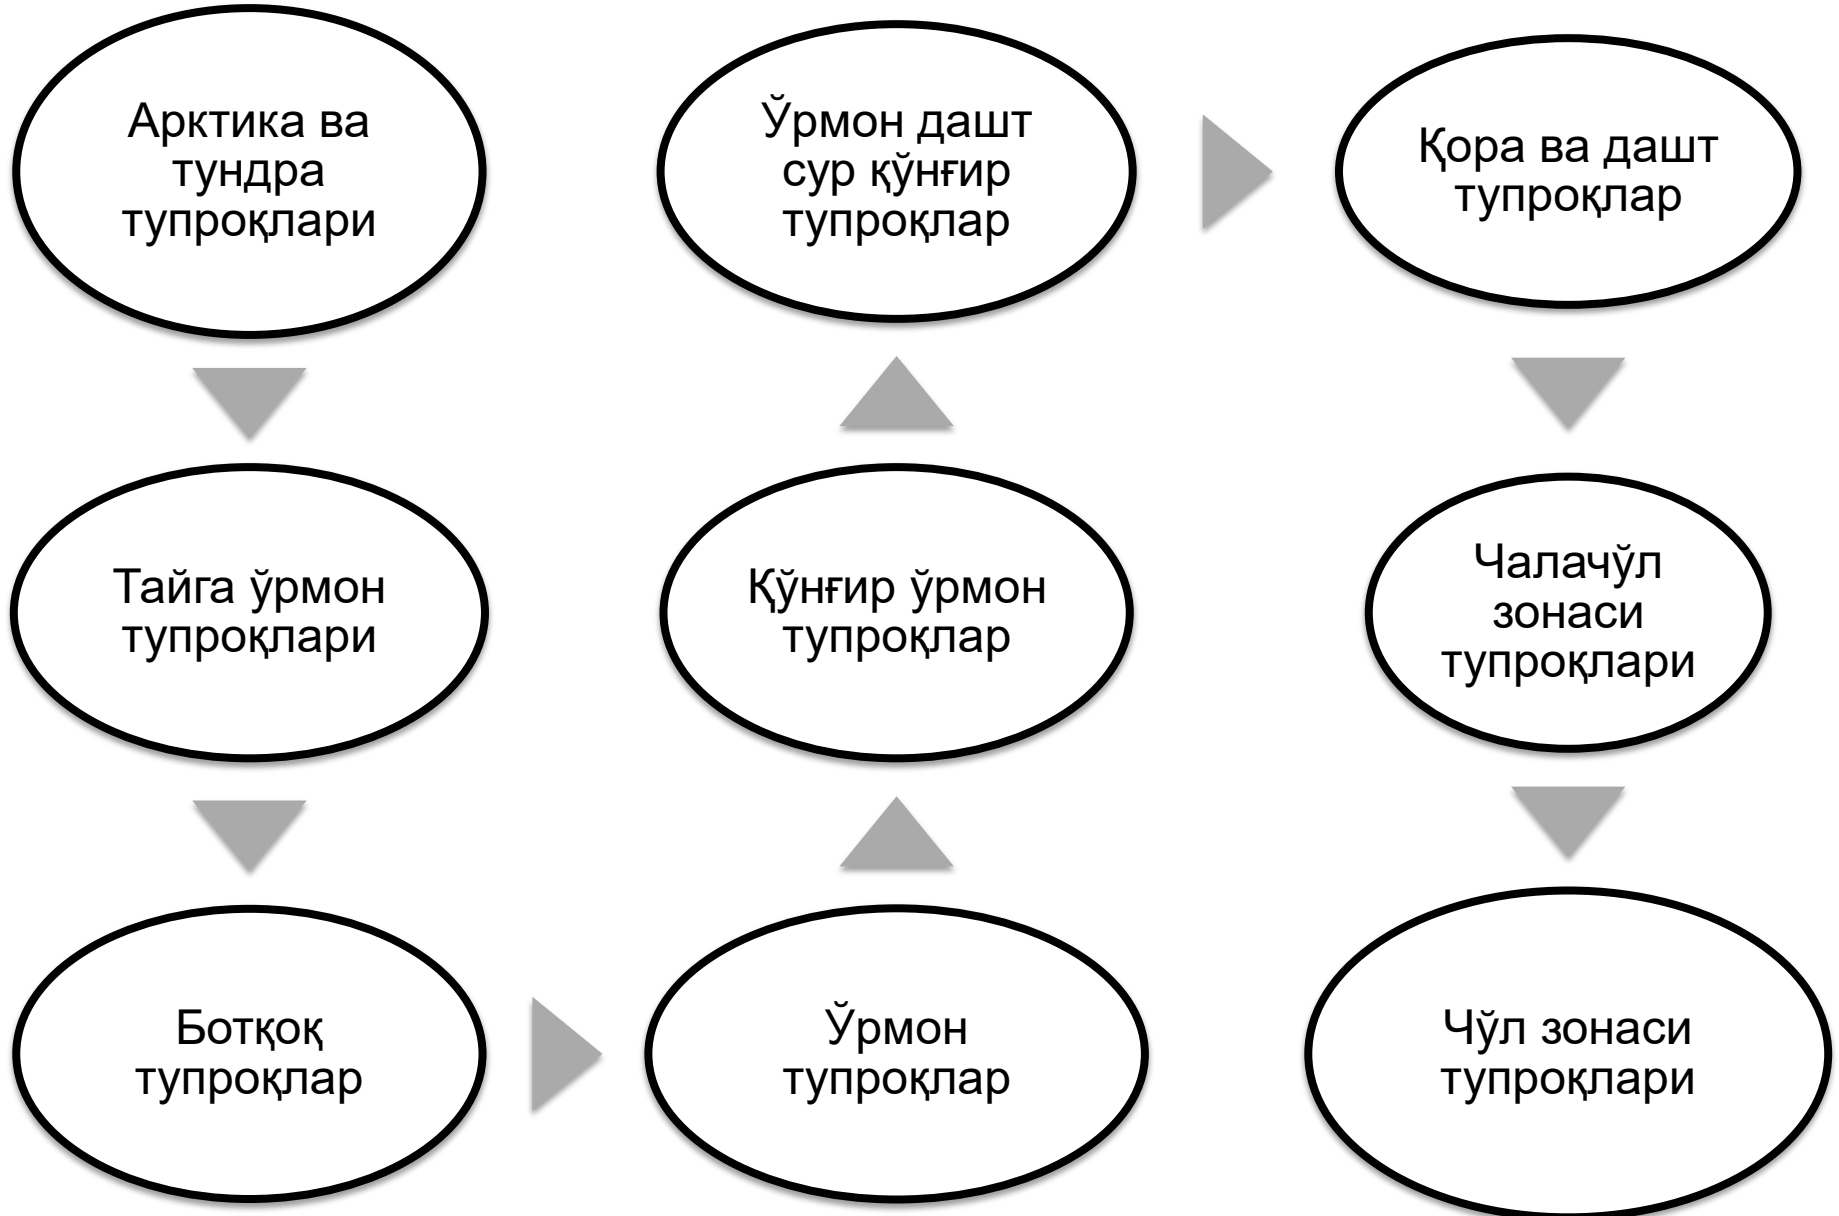 Арктика ва
тундра
тупроқлари
Тайга ўрмон
тупроқлари
Ботқоқ
тупроқлар
Ўрмон
тупроқлар
Қўнғир ўрмон
тупроқлар
Ўрмон дашт
сур қўнғир
тупроқлар
Қора ва дашт
тупроқлар
Чалачўл
зонаси
тупроқлари
Чўл зонаси
тупроқлари